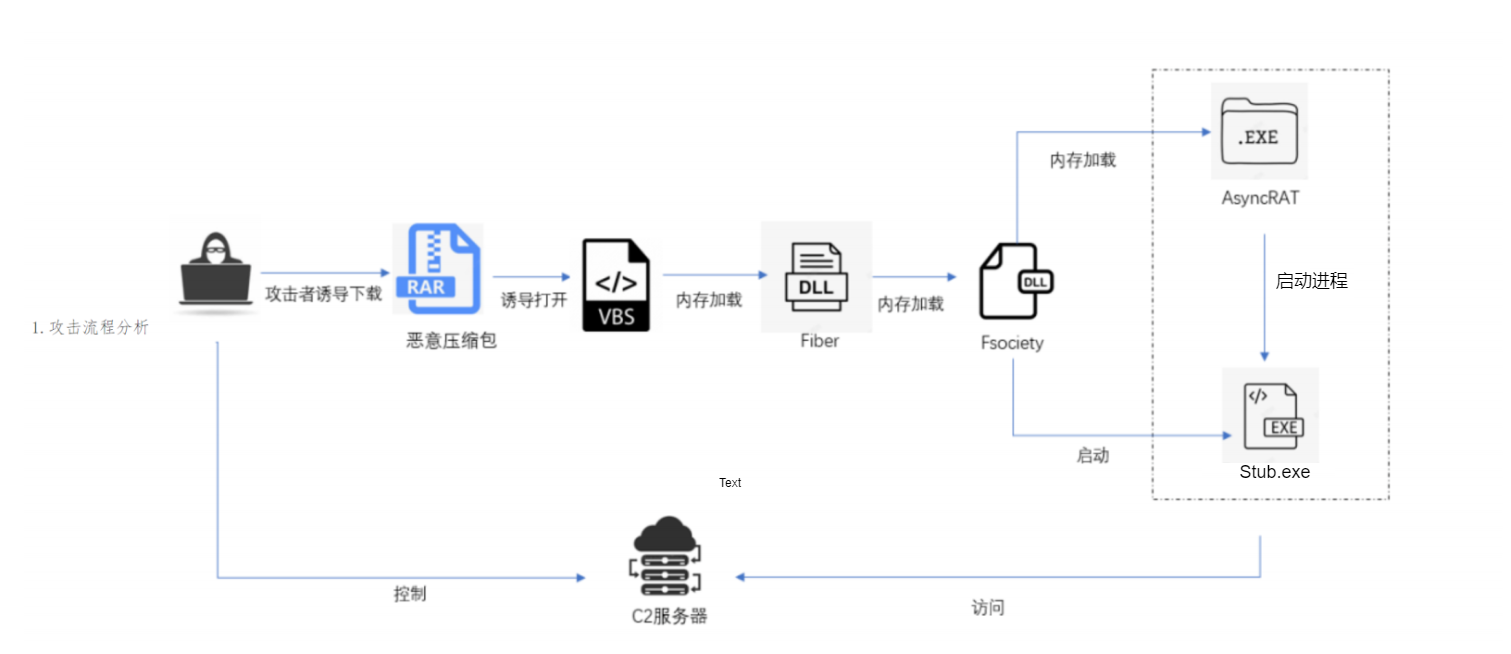 .EXE
内存加载
AsyncRAT
RAR
攻击者诱导下载
诱导打开
</>
VBS
内存加载
DLL
内存加载
DLL
启动进程
1. 攻击流程分析
恶意压缩包
Fiber
Fsociety
</>
EXE
启动
Stub.exe
Text
控制
C2服务器
访问